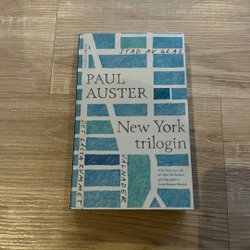 STAD AV GLAS
PAUL
AUSTER
New York
trilogin
DET LÅSTA RUMMET
VÅLNADER